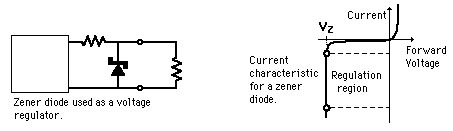 Zener diode used as a voltage
regulator.
Current
characteristic
for a zener
diode.
VZ
Current
Forward
Voltage
Regulation
region